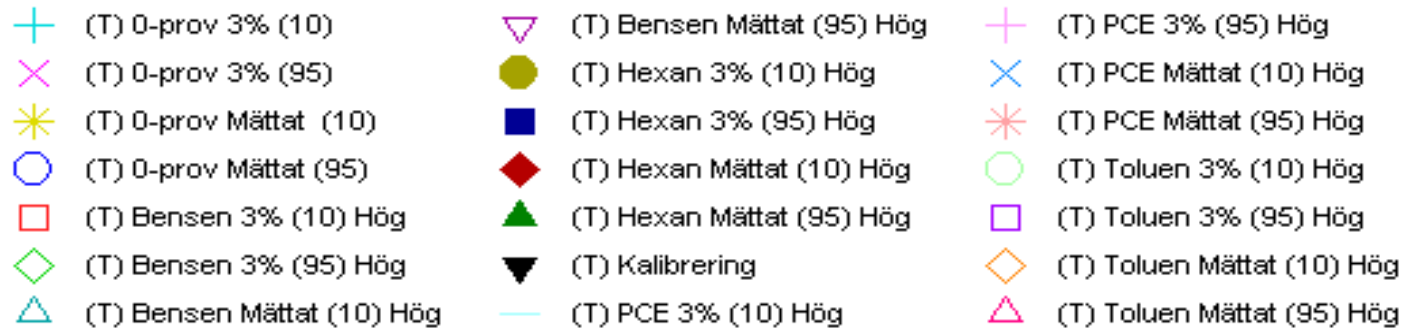 (T) 0-prov 3% (10)
(T) 0-prov 3% (95)
(T) 0-prov Mättat  (10)
(T) 0-prov Mättat (95)
(T) Bensen 3% (10) Hög
(T) Bensen 3% (95) Hög
(T) Bensen Mättat (10) Hög
(T) Bensen Mättat (95) Hög
(T) Hexan 3% (10) Hög
(T) Hexan 3% (95) Hög
(T) Hexan Mättat (10) Hög
(T) Hexan Mättat (95) Hög
(T) Kalibrering
(T) PCE 3% (10) Hög
(T) PCE 3% (95) Hög
(T) PCE Mättat (10) Hög
(T) PCE Mättat (95) Hög
(T) Toluen 3% (10) Hög
(T) Toluen 3% (95) Hög
(T) Toluen Mättat (10) Hög
(T) Toluen Mättat (95) Hög